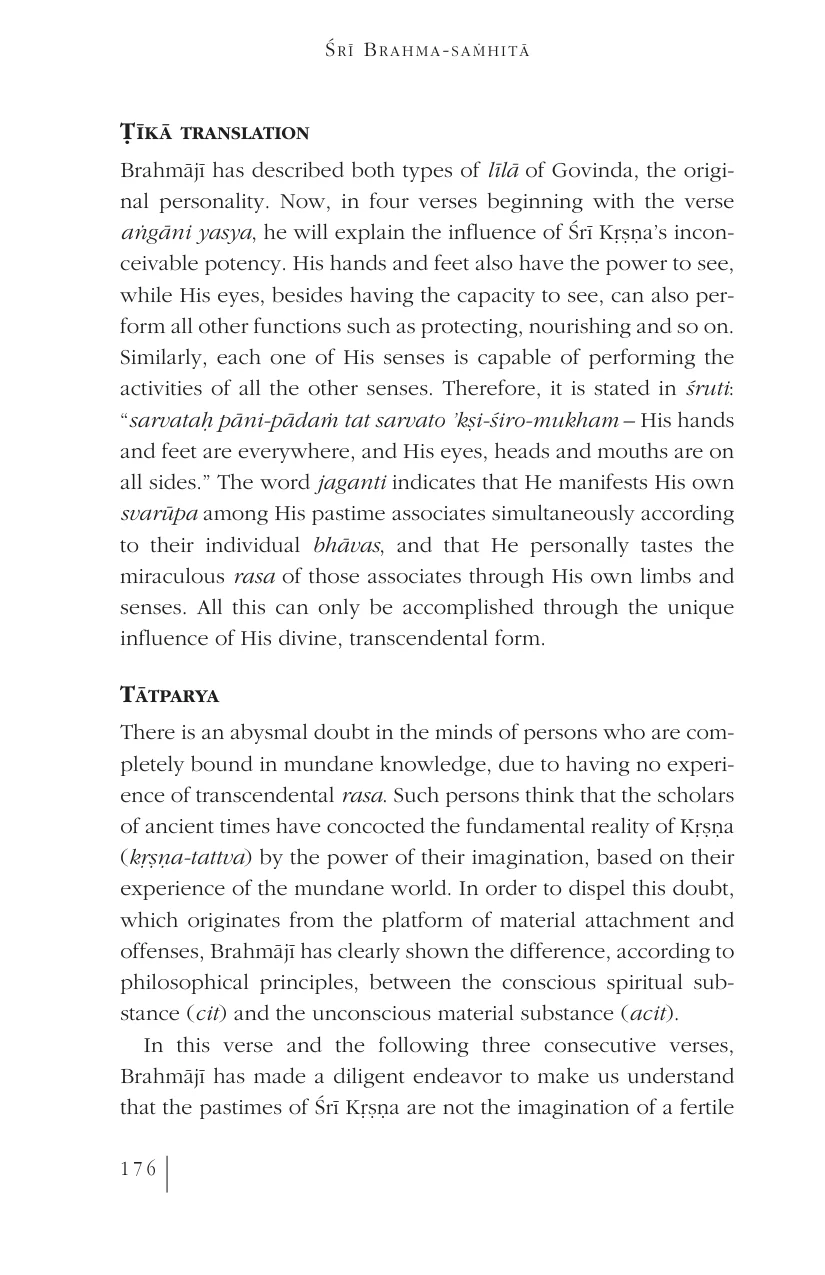 Śrī Brahma-saṁhitā
Ṭīkā translation
Brahmājī has described both types of līlā of Govinda, the origi-
nal personality. Now, in four verses beginning with the verse
aṅgāni yasya, he will explain the influence of Śrī Kṛṣṇa’s incon-
ceivable potency. His hands and feet also have the power to see,
while His eyes, besides having the capacity to see, can also per-
form all other functions such as protecting, nourishing and so on.
Similarly, each one of His senses is capable of performing the
activities of all the other senses. Therefore, it is stated in śruti:
“sarvataḥ pāni-pādaṁ tat sarvato ’kṣi-śiro-mukham – His hands
and feet are everywhere, and His eyes, heads and mouths are on
all sides.” The word jaganti indicates that He manifests His own
svarūpa among His pastime associates simultaneously according
to their individual bhāvas, and that He personally tastes the
miraculous rasa of those associates through His own limbs and
senses. All this can only be accomplished through the unique
influence of His divine, transcendental form.
Tātparya
There is an abysmal doubt in the minds of persons who are com-
pletely bound in mundane knowledge, due to having no experi-
ence of transcendental rasa. Such persons think that the scholars
of ancient times have concocted the fundamental reality of Kṛṣṇa
(kṛṣṇa-tattva) by the power of their imagination, based on their
experience of the mundane world. In order to dispel this doubt,
which originates from the platform of material attachment and
offenses, Brahmājī has clearly shown the difference, according to
philosophical principles, between the conscious spiritual sub-
stance (cit) and the unconscious material substance (acit).
In this verse and the following three consecutive verses,
Brahmājī has made a diligent endeavor to make us understand
that the pastimes of Śrī Kṛṣṇa are not the imagination of a fertile
176